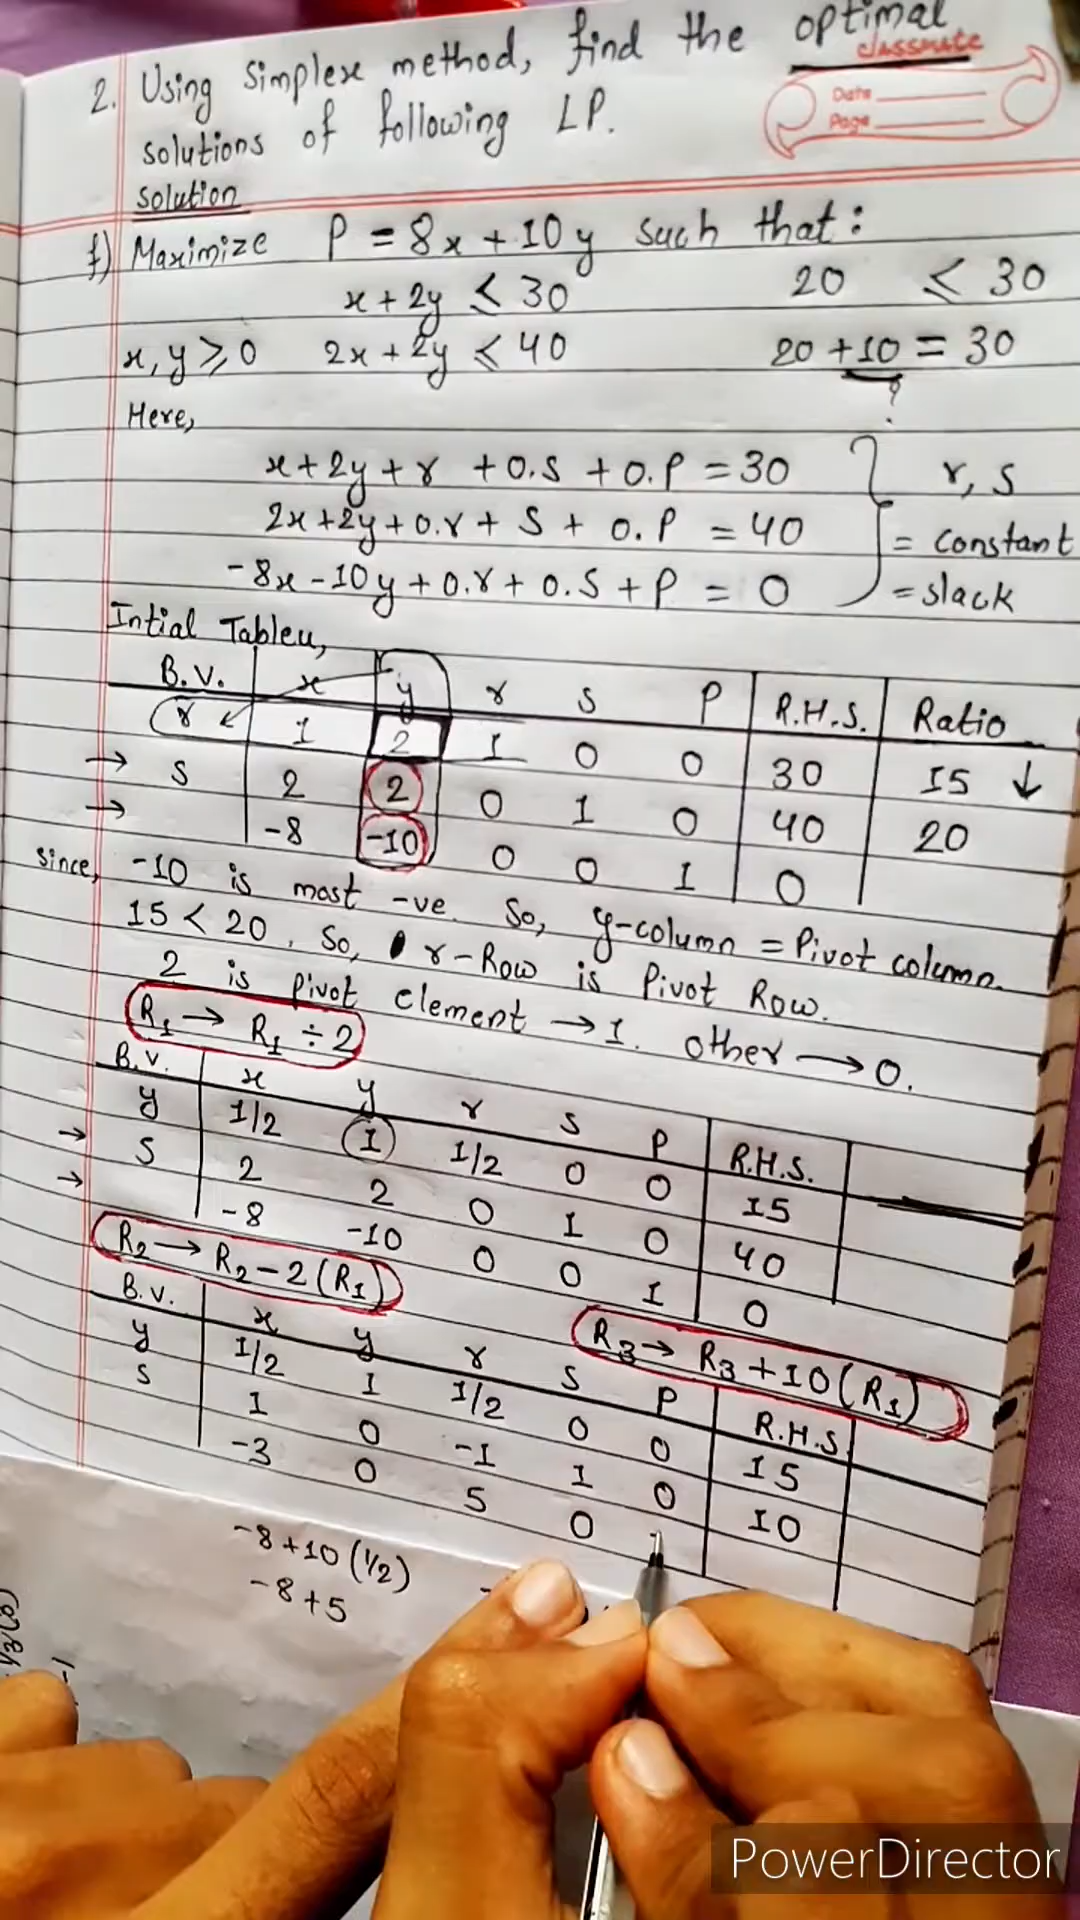 2. Using Simplex method, find the optimal
classmate
Date
Page
solutions of following LP.
solution
f) Maximize P = 8x + 10y such that:
x + 2y ≤ 30 20 ≤ 30
x, y ≥ 0 2x + 2y ≤ 40 20 + 10 = 30
?
Here,
x + 2y + r + 0.s + 0.P = 30 } r, s
2x + 2y + 0.r + s + 0.P = 40 = constant
-8x - 10y + 0.r + 0.s + P = 0 = slack
Intial Tableu,
B.V. x y r s P R.H.S. Ratio
r ← 1 2 1 0 0 30 15 ↓
→ s 2 2 0 1 0 40 20
→ -8 -10 0 0 1 0
Since, -10 is most -ve. So, y-column = Pivot column.
15 < 20. So, r-Row is Pivot Row.
2 is Pivot element → 1. other → 0.
R1 → R1 ÷ 2
B.V. x y r s P R.H.S.
y 1/2 1 1/2 0 0 15
→ s 2 2 0 1 0 40
→ -8 -10 0 0 1 0
R2 → R2 - 2(R1) R3 → R3 + 10(R1)
B.V. x y r s P R.H.S.
y 1/2 1 1/2 0 0 15
s 1 0 -1 1 0 10
-3 0 5 0
-8 + 10 (1/2)
-8 + 5
PowerDirector